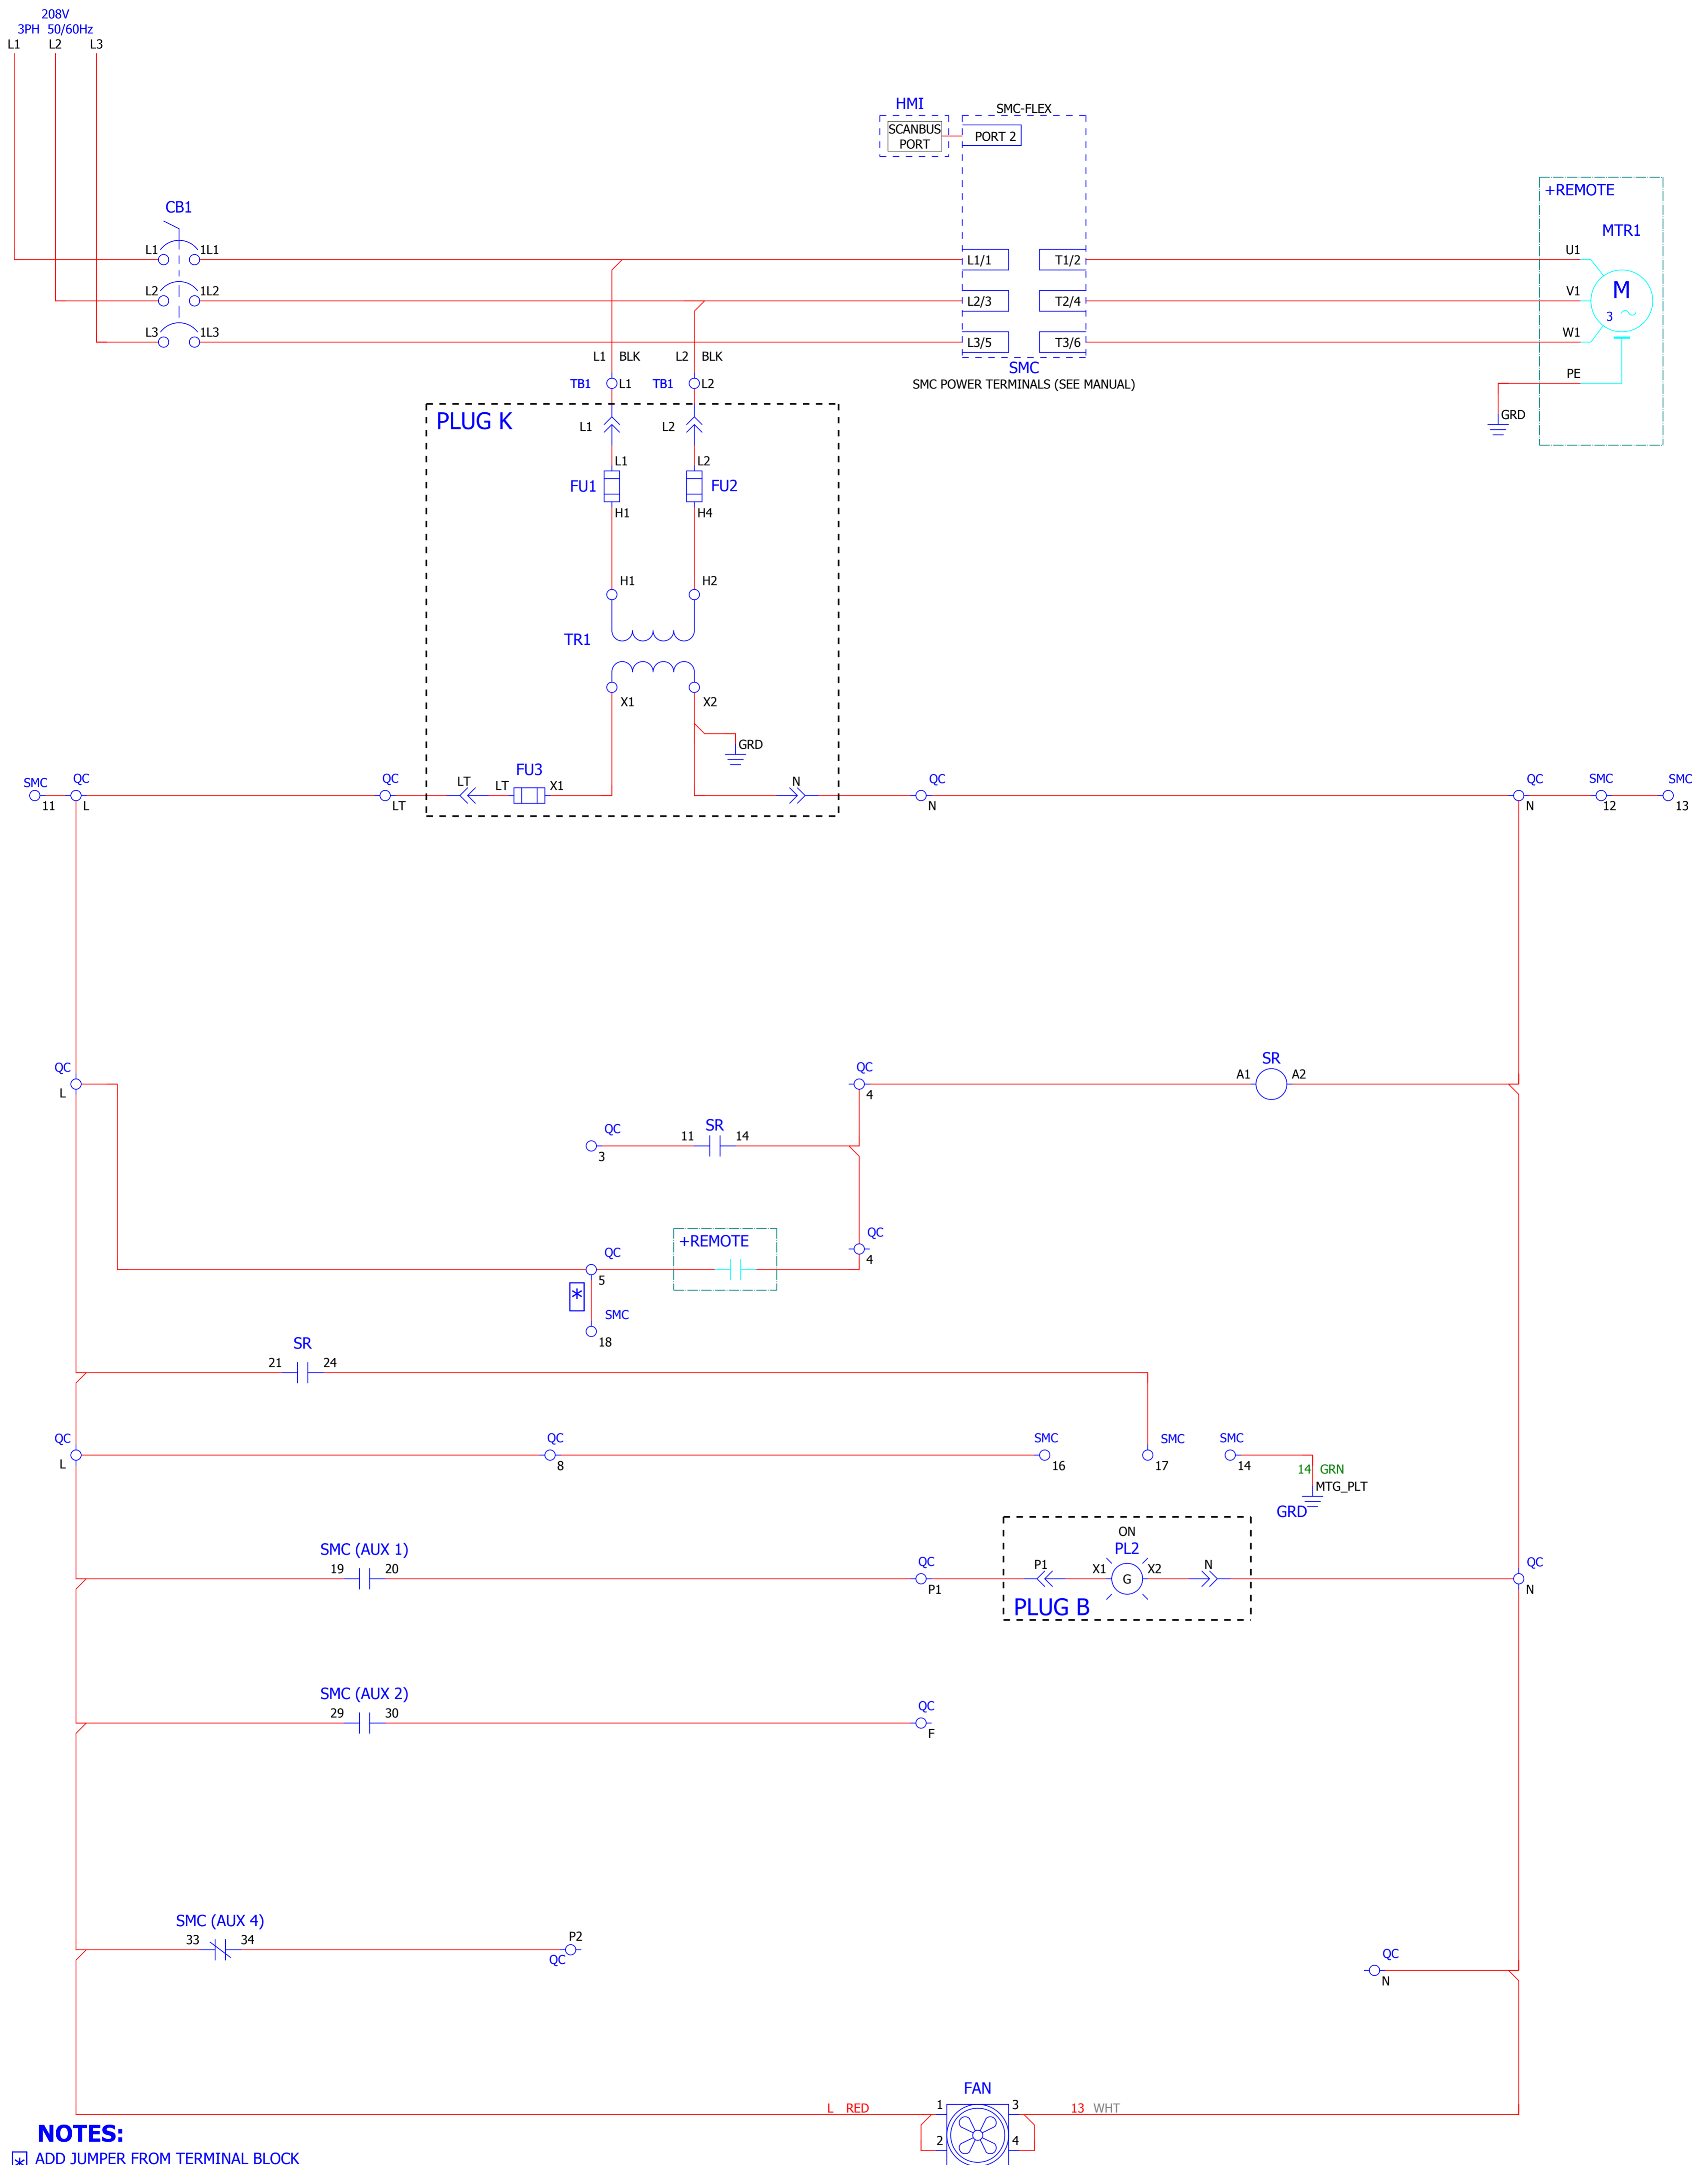 208V
3PH 50/60Hz
L1 L2 L3
HMI
SCANBUS
PORT
SMC-FLEX
PORT 2
+REMOTE
MTR1
CB1
L1 1L1
L2 1L2
L3 1L3
L1/1 T1/2
L2/3 T2/4
L3/5 T3/6
SMC
SMC POWER TERMINALS (SEE MANUAL)
U1
V1
W1
PE
M
3
GRD
L1 BLK L2 BLK
TB1 L1 TB1 L2
PLUG K
L1 L2
L1 L2
FU1 FU2
H1 H4
H1 H2
TR1
X1 X2
GRD
SMC QC QC LT LT FU3 X1 N QC QC SMC SMC
11 L LT N N 12 13
QC QC SR
L 4 A1 A2
QC 11 SR 14
3
+REMOTE QC
QC 4
5
*
SMC
18
SR
21 24
QC QC SMC SMC SMC
L 8 16 17 14
14 GRN
MTG_PLT
GRD
SMC (AUX 1)
19 20
QC
P1
ON
PL2
P1 X1 G X2 N
PLUG B
QC
N
SMC (AUX 2)
29 30
QC
F
SMC (AUX 4)
33 34
P2
QC
QC
N
FAN
L RED 1 3 13 WHT
2 4
NOTES:
* ADD JUMPER FROM TERMINAL BLOCK